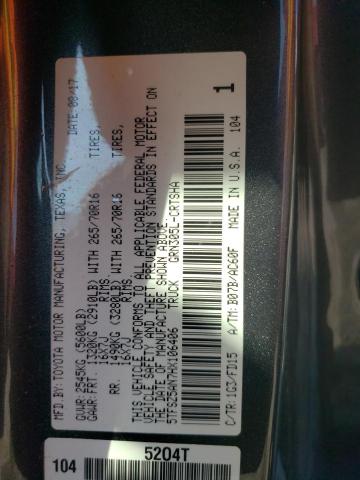 MFD.BY:TOYOTA MOTOR MANUFACTURING, TEXAS, INC. DATE:08/17
GVWR:2545KG(5600LB)
GAWR:FRT. 1320KG (2910LB) WITH 265/70R16 TIRES,
16X7J RIMS
RR. 1490KG (3280LB) WITH 265/70R16 TIRES,
16X7J RIMS
THIS VEHICLE CONFORMS TO ALL APPLICABLE FEDERAL MOTOR
VEHICLE SAFETY AND THEFT PREVENTION STANDARDS IN EFFECT ON
THE DATE OF MANUFACTURE SHOWN ABOVE.
5TFSZ5AN7HX106406 TRUCK GRN305L-CRTSHA
1
C/TR:1G3/FD15 A/TM:B07B/AC60F MADE IN U.S.A. 104
5204T
104